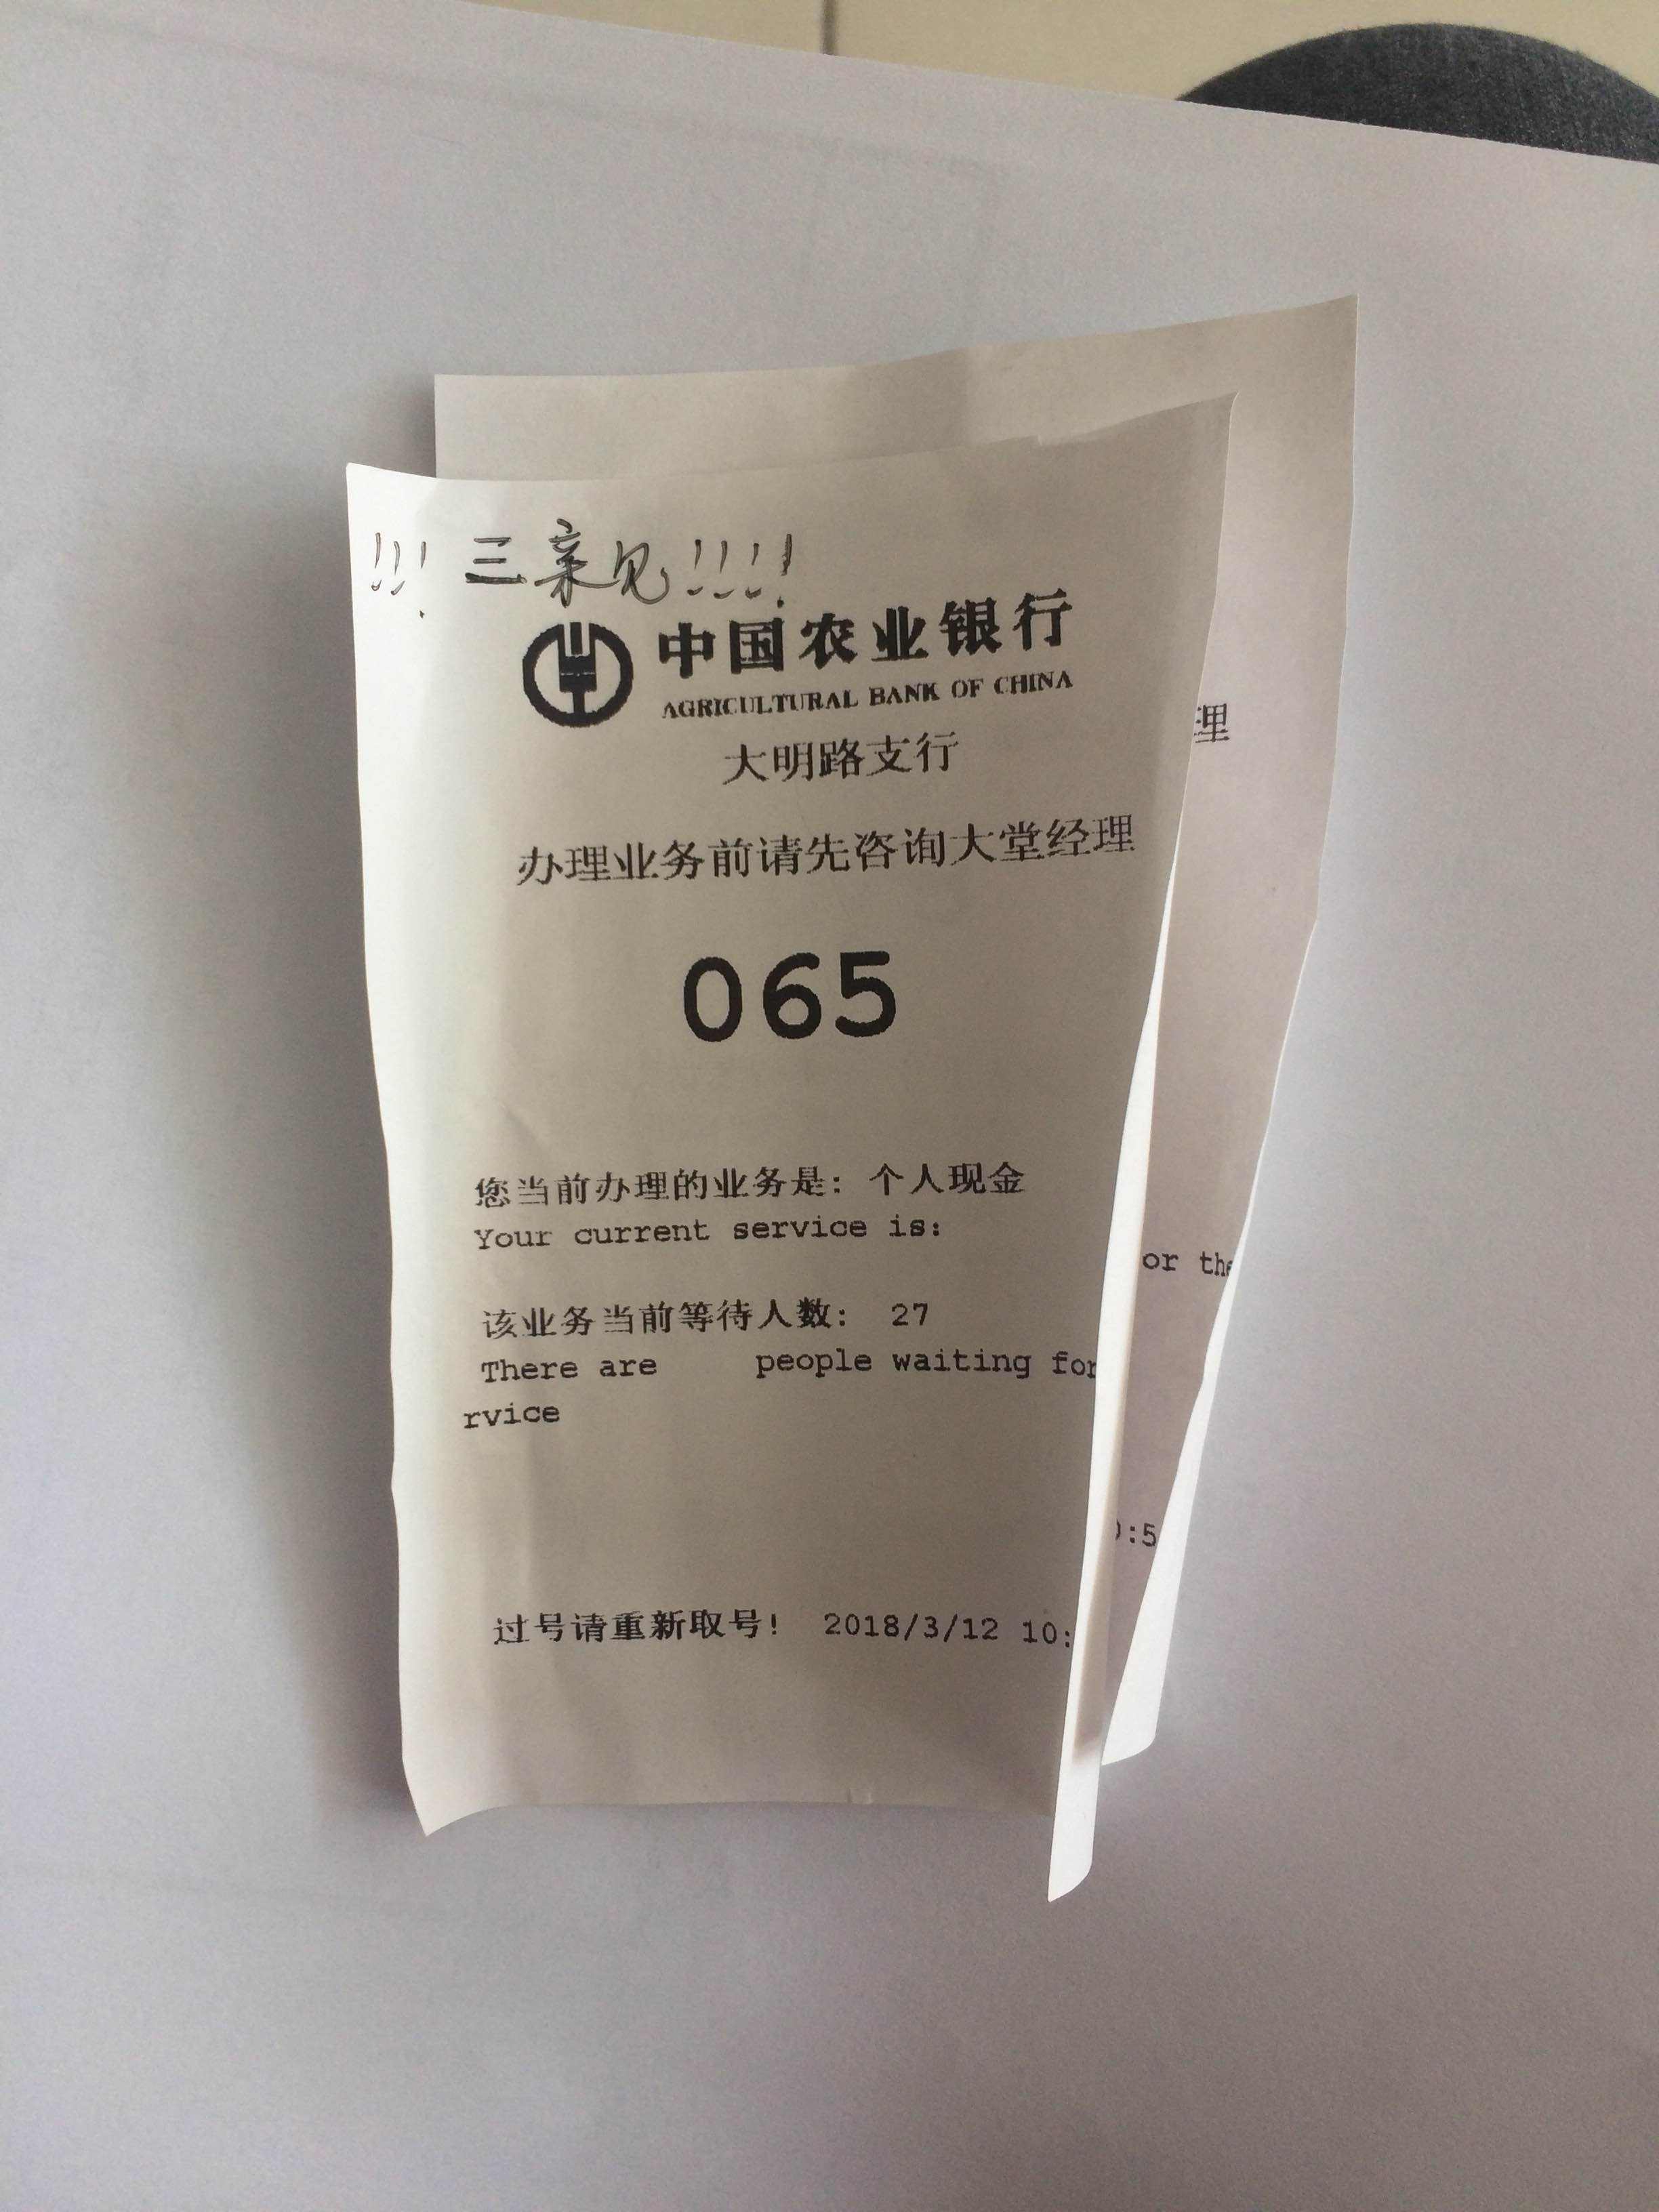 !!! 三亲见!!!!
中国农业银行
AGRICULTURAL BANK OF CHINA
大明路支行
办理业务前请先咨询大堂经理
065
您当前办理的业务是: 个人现金
Your current service is:
该业务当前等待人数: 27
There are people waiting for
rvice
过号请重新取号! 2018/3/12 10:
理
or the
:5